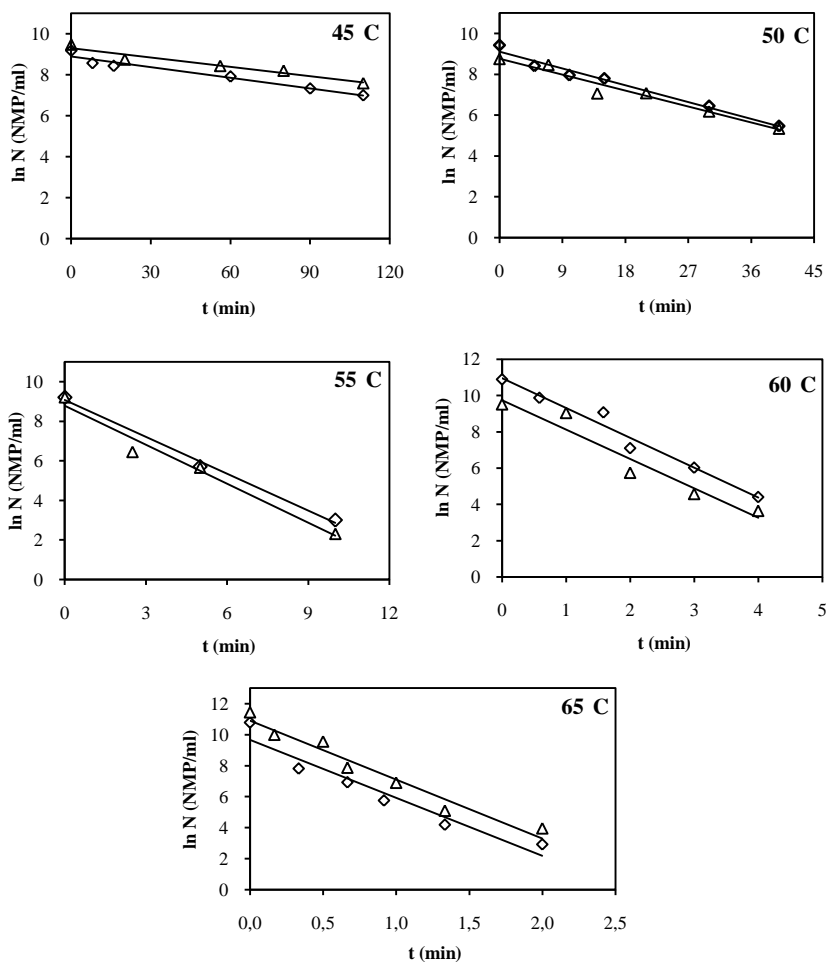 45 C
10
8
6
4
2
0
ln N (NMP/ml)
0 30 60 90 120
t (min)
50 C
10
8
6
4
2
0
ln N (NMP/ml)
0 9 18 27 36 45
t (min)
55 C
10
8
6
4
2
0
ln N (NMP/ml)
0 3 6 9 12
t (min)
60 C
12
10
8
6
4
2
0
ln N (NMP/ml)
0 1 2 3 4 5
t (min)
65 C
12
10
8
6
4
2
0
ln N (NMP/ml)
0,0 0,5 1,0 1,5 2,0 2,5
t (min)